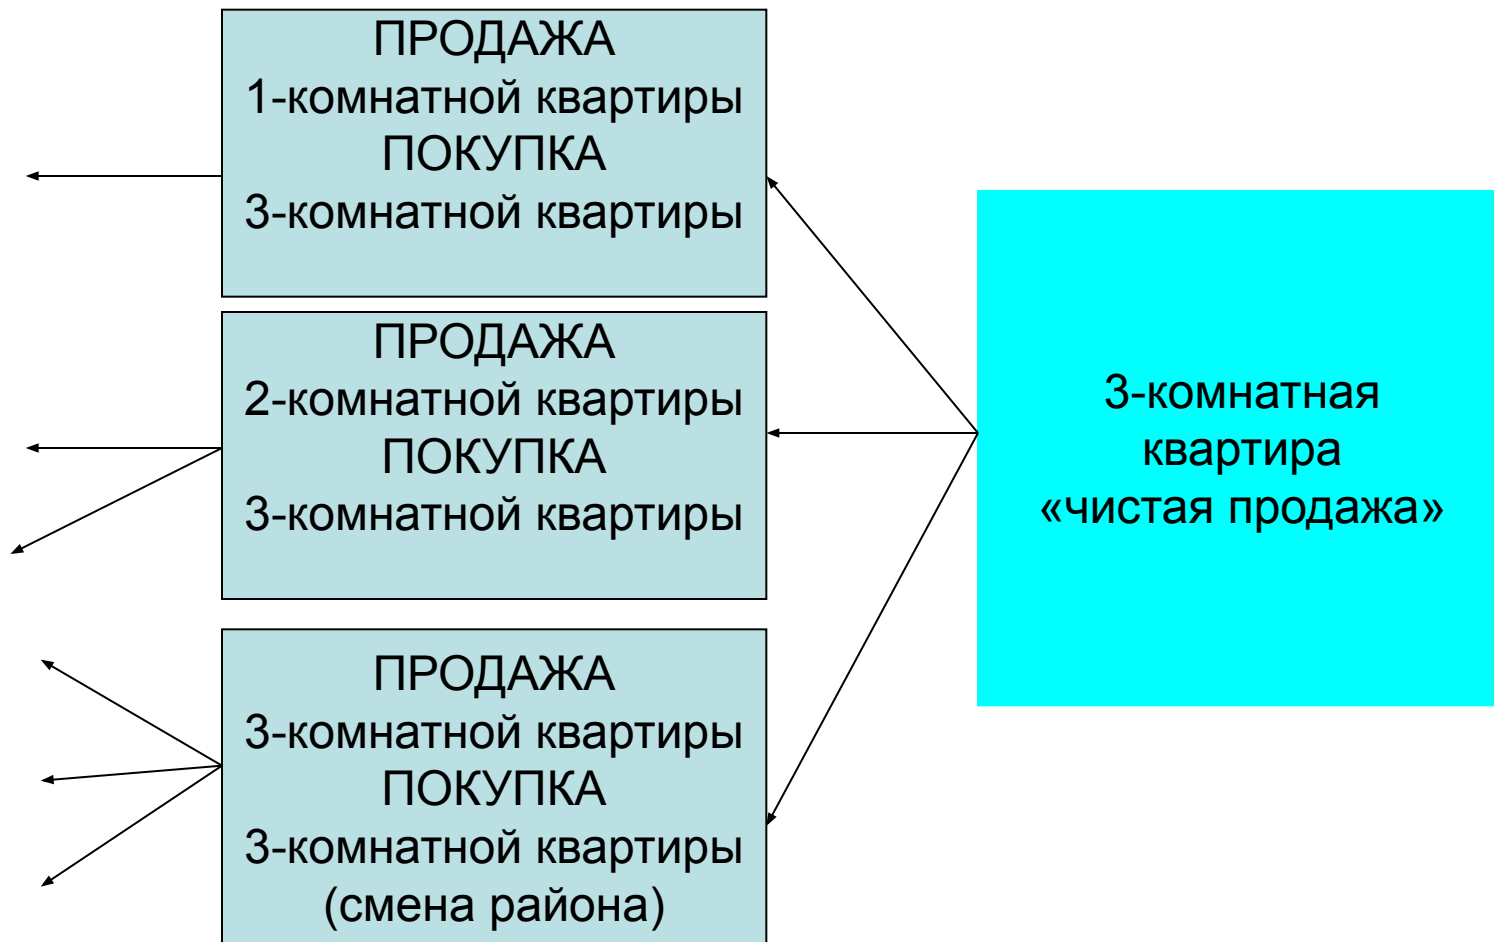 ПРОДАЖА
1-комнатной квартиры
ПОКУПКА
3-комнатной квартиры
ПРОДАЖА
2-комнатной квартиры
ПОКУПКА
3-комнатной квартиры
ПРОДАЖА
3-комнатной квартиры
ПОКУПКА
3-комнатной квартиры
(смена района)
3-комнатная
квартира
«чистая продажа»